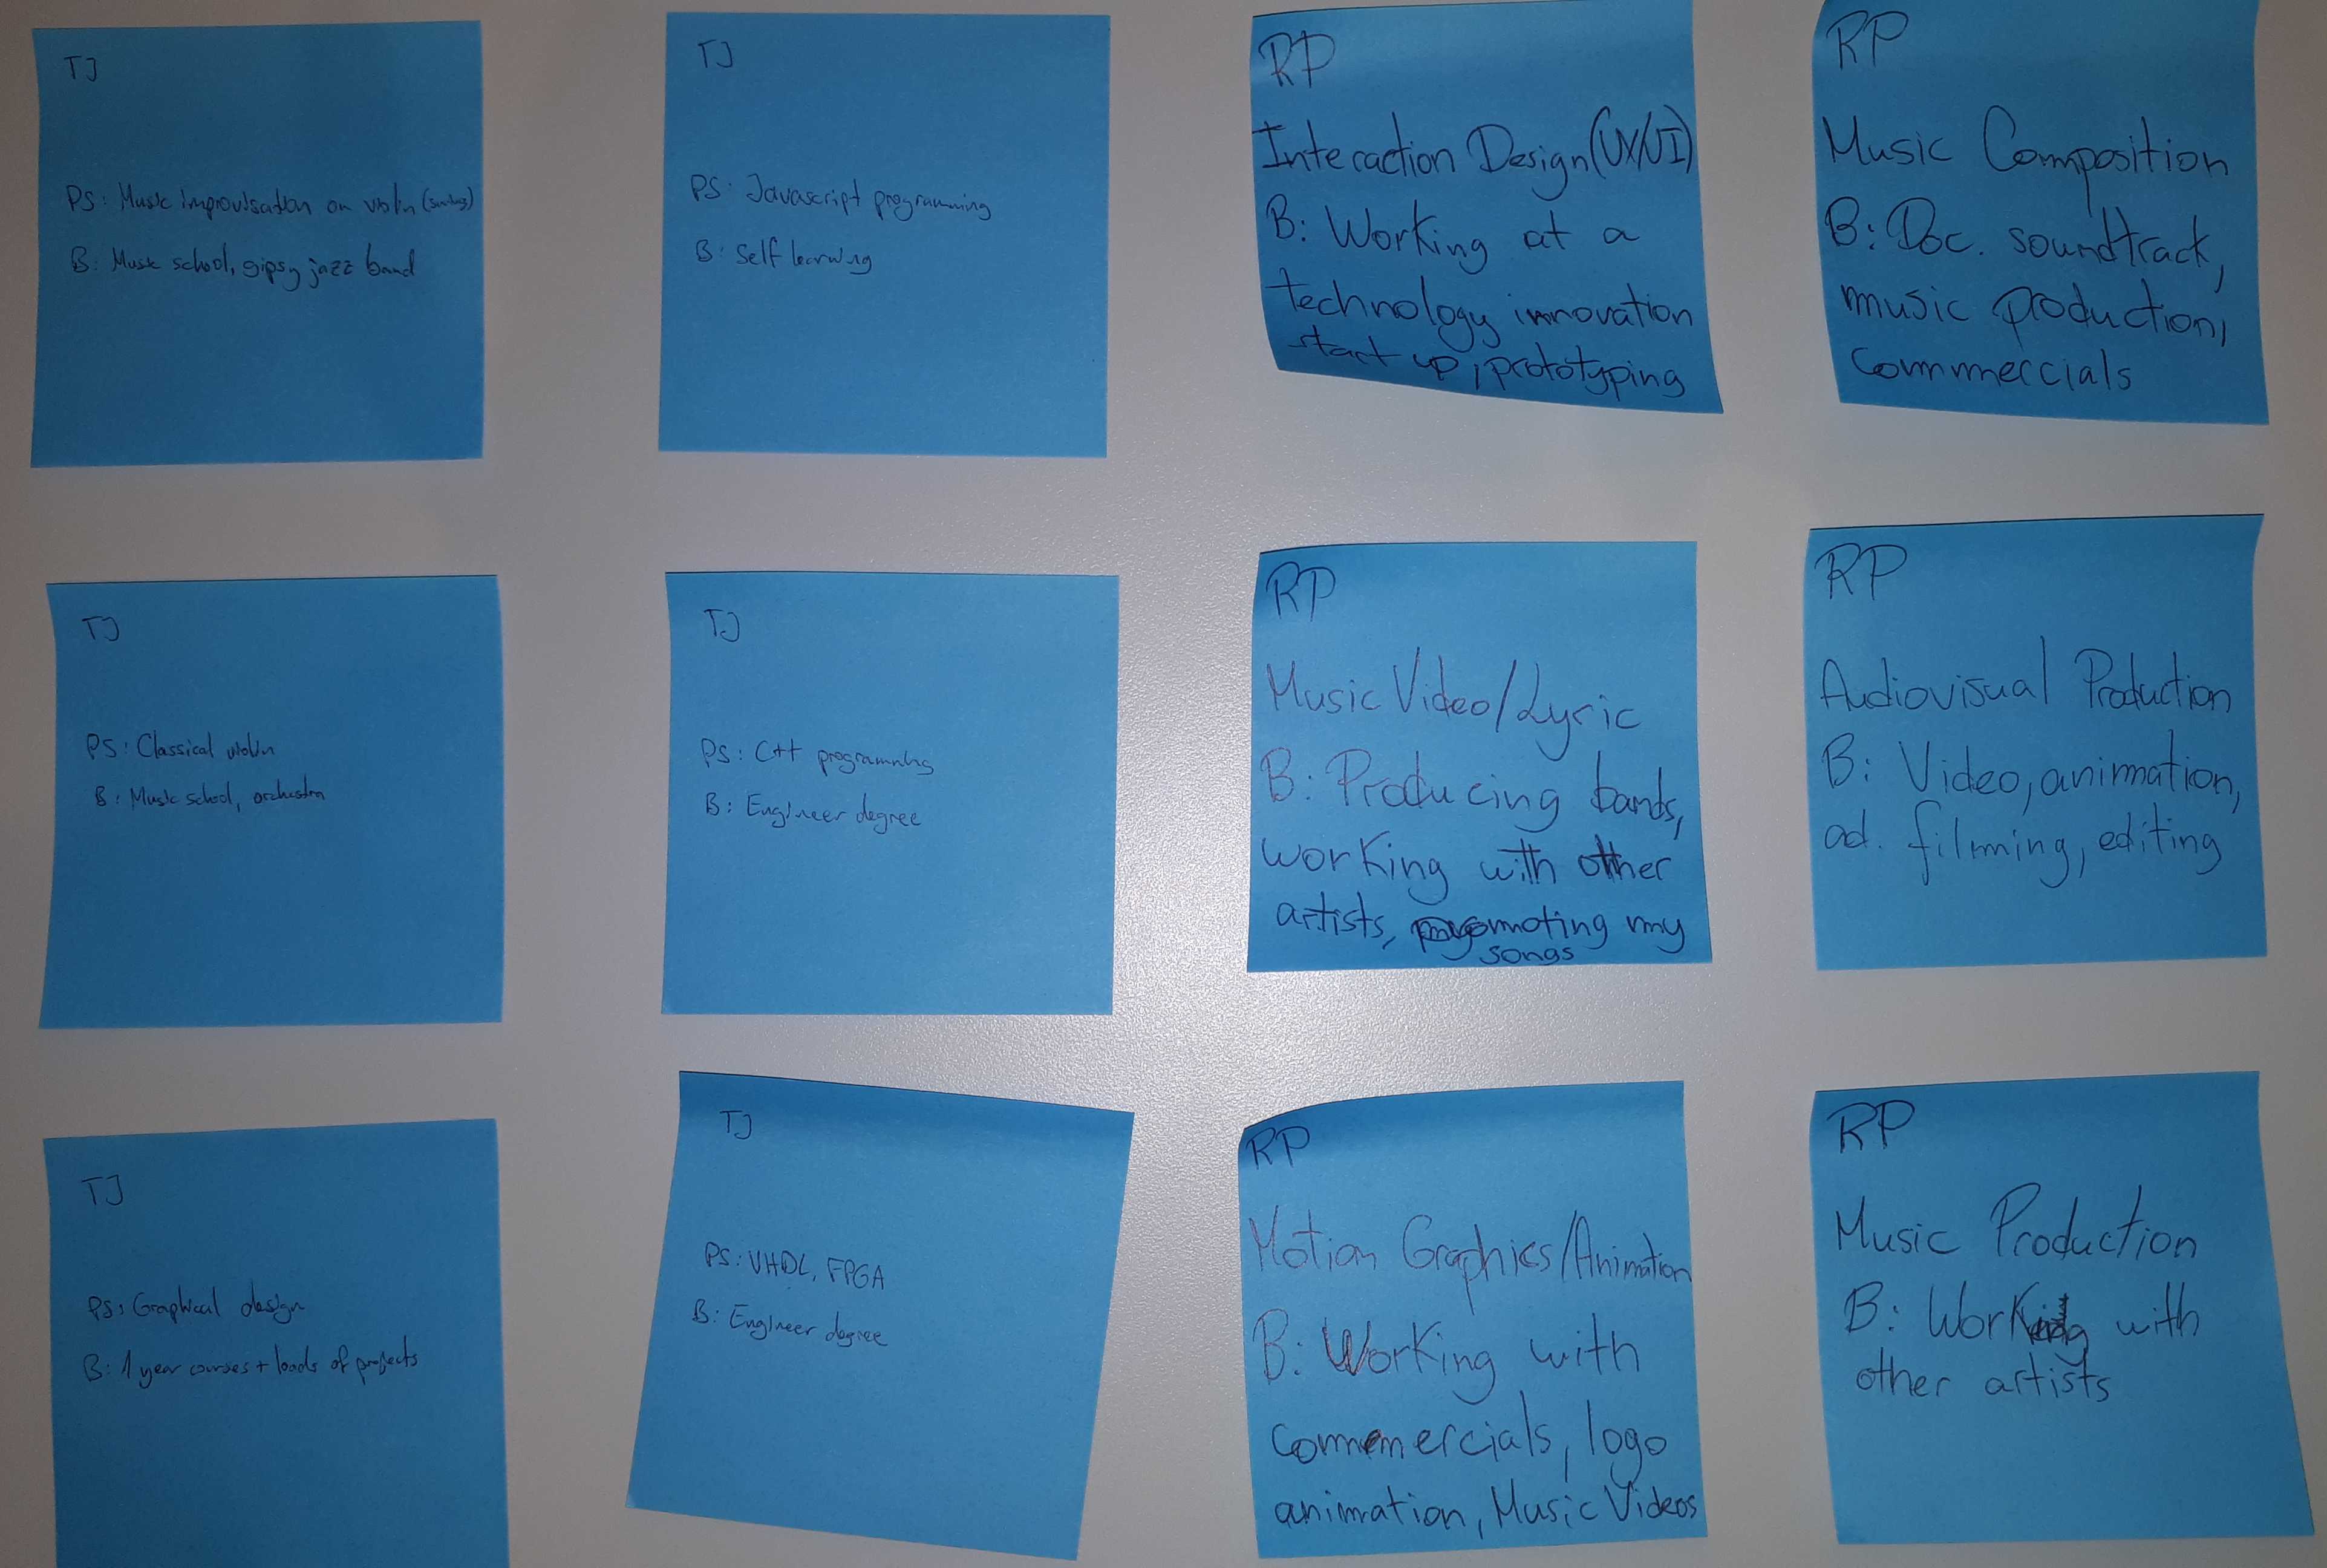 TJ
PS: Music improvisation on violin (swing)
B: Music school, gipsy jazz band
TJ
PS: Javascript programming
B: Self learning
RP
Interaction Design (UX/UI)
B: Working at a
technology innovation
start up, prototyping
RP
Music Composition
B: Doc. soundtrack,
music production,
commercials
TJ
PS: Classical violin
B: Music school, orchestra
TJ
PS: C++ programming
B: Engineer degree
RP
Music Video/Lyric
B: Producing bands,
working with other
artists, promoting my
songs
RP
Audiovisual Production
B: Video, animation,
ad. filming, editing
TJ
PS: Graphical design
B: 1 year courses + loads of projects
TJ
PS: VHDL, FPGA
B: Engineer degree
RP
Motion Graphics/Animation
B: Working with
commercials, logo
animation, Music Videos
RP
Music Production
B: Working with
other artists